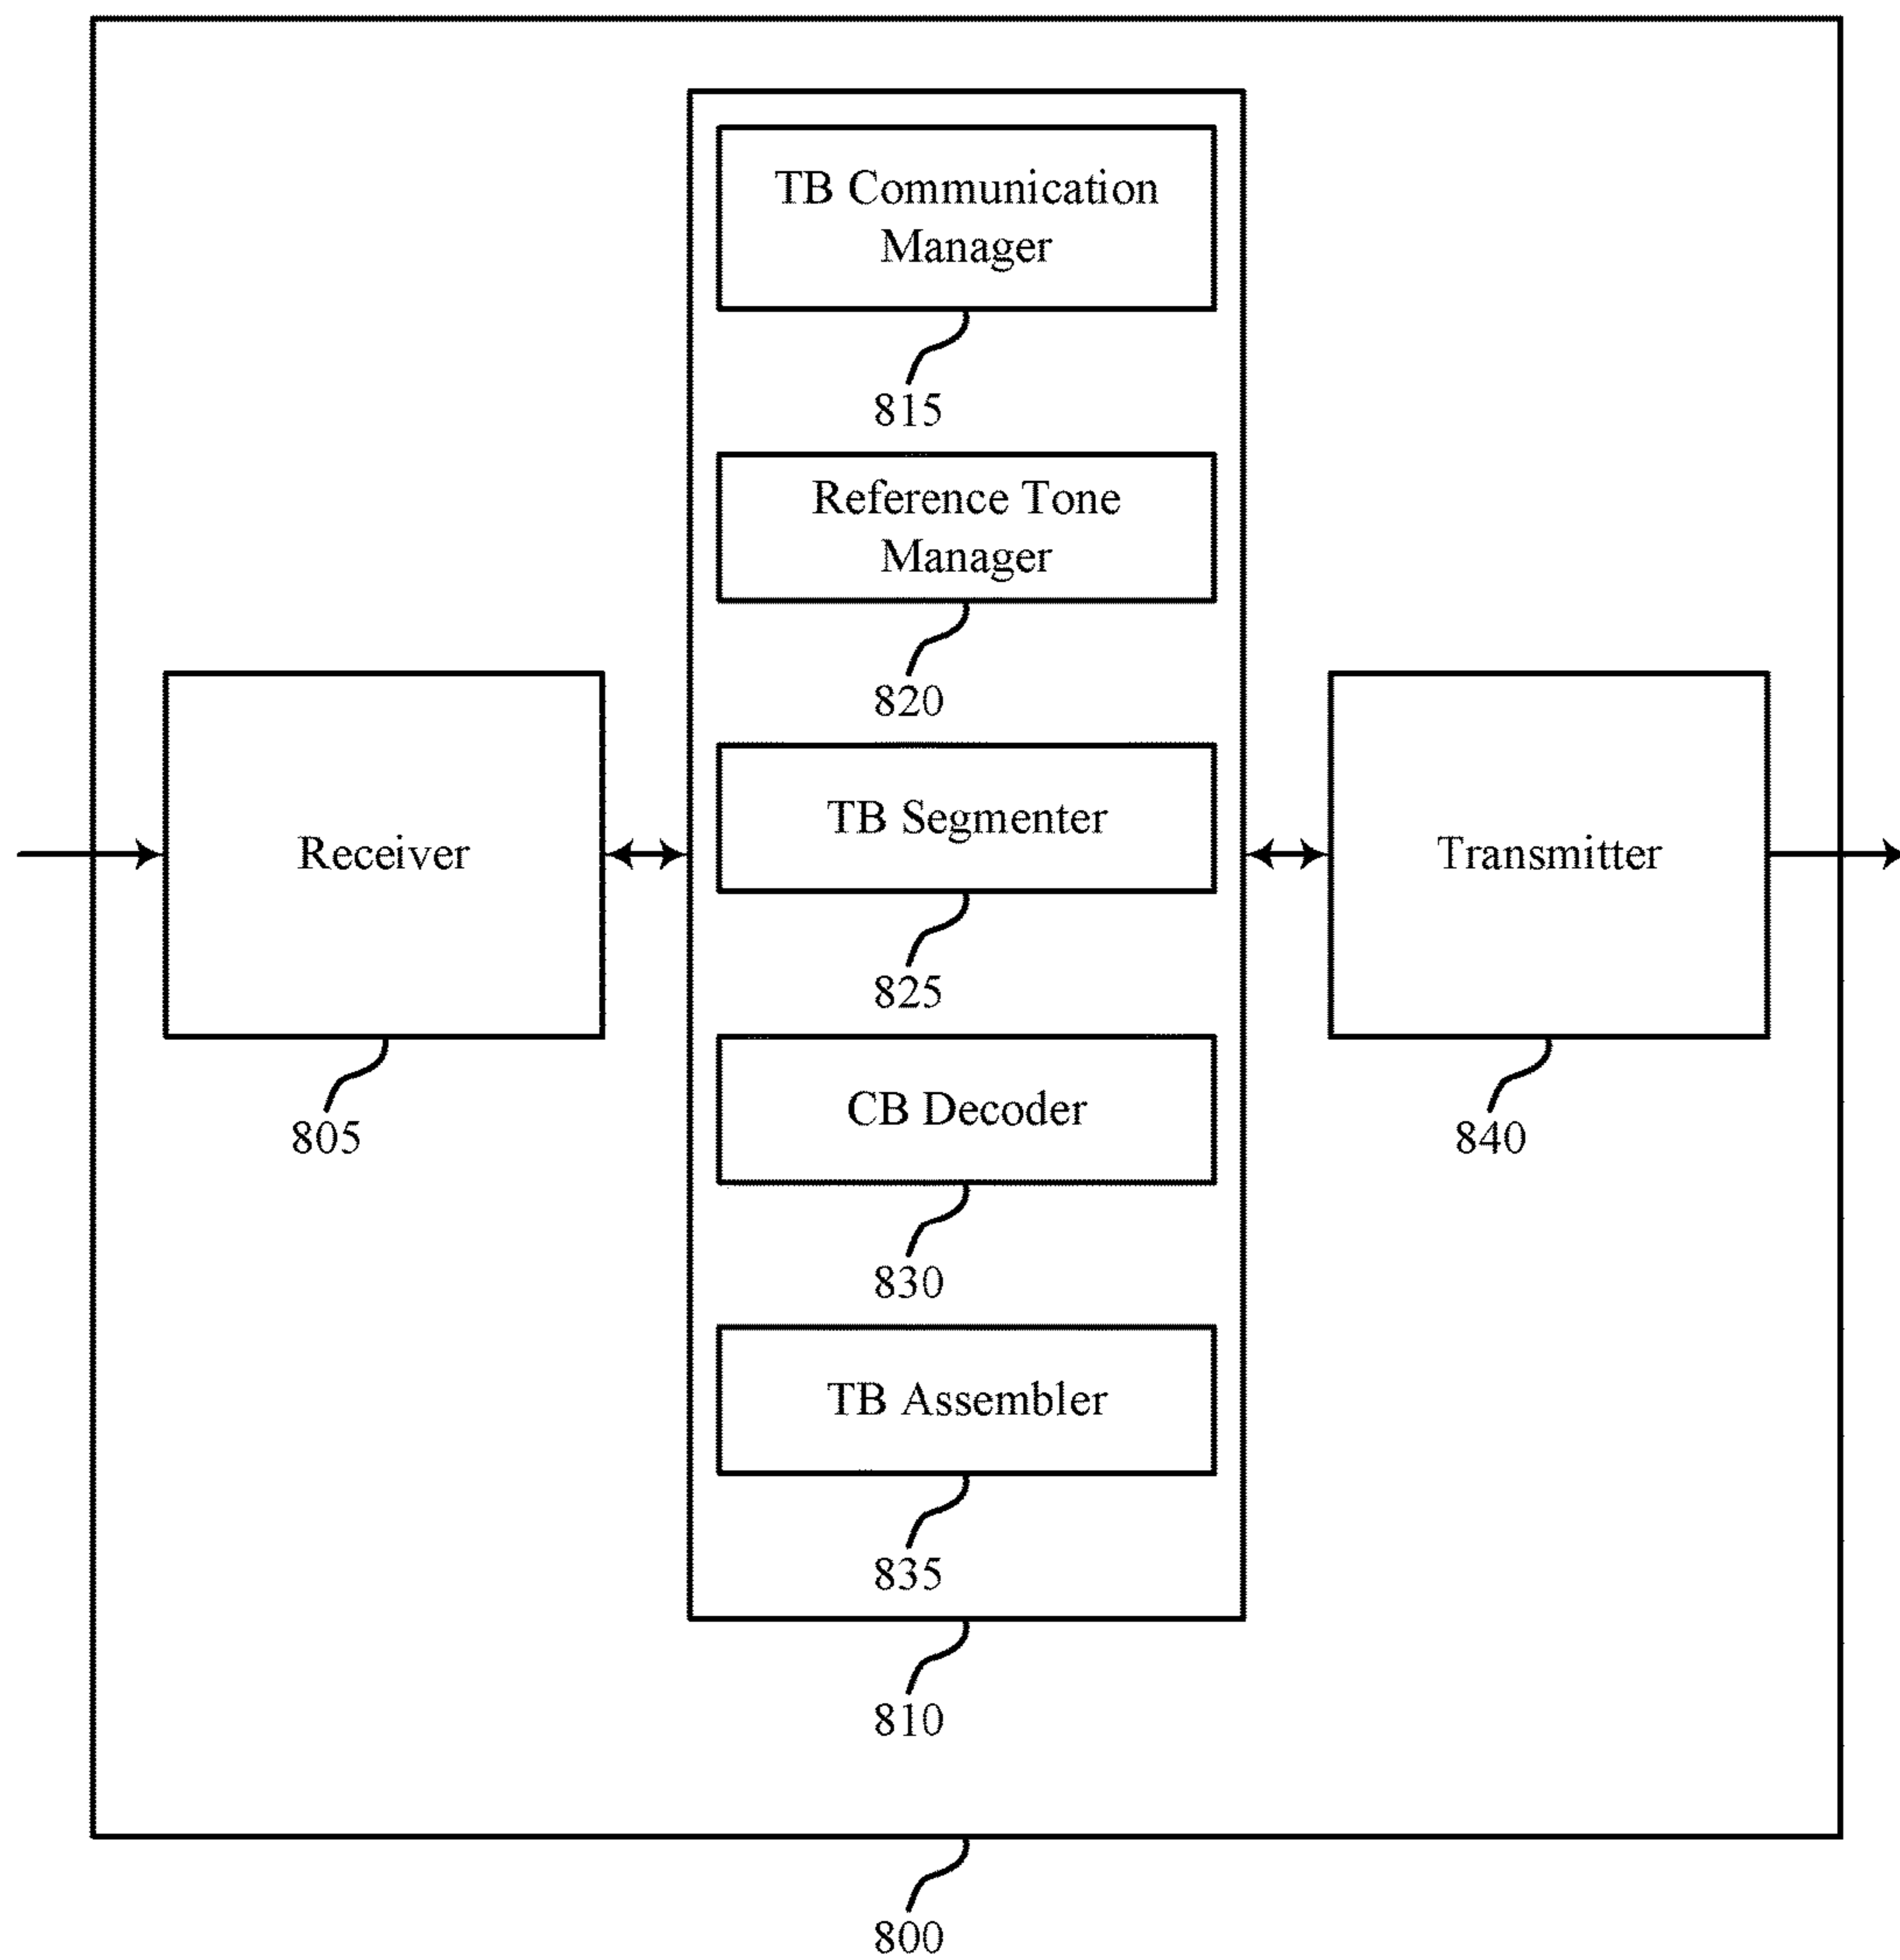 TB Communication
Manager
815
Reference Tone
Manager
820
TB Segmenter
825
Receiver
805
CB Decoder
830
TB Assembler
835
810
Transmitter
840
800